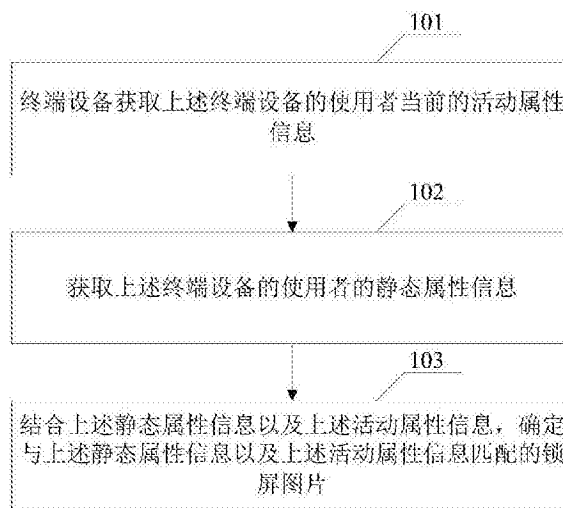 101
终端设备获取上述终端设备的使用者当前的活动属性
信息
102
获取上述终端设备的使用者的静态属性信息
103
结合上述静态属性信息以及上述活动属性信息，确定
与上述静态属性信息以及上述活动属性信息匹配的锁
屏图片